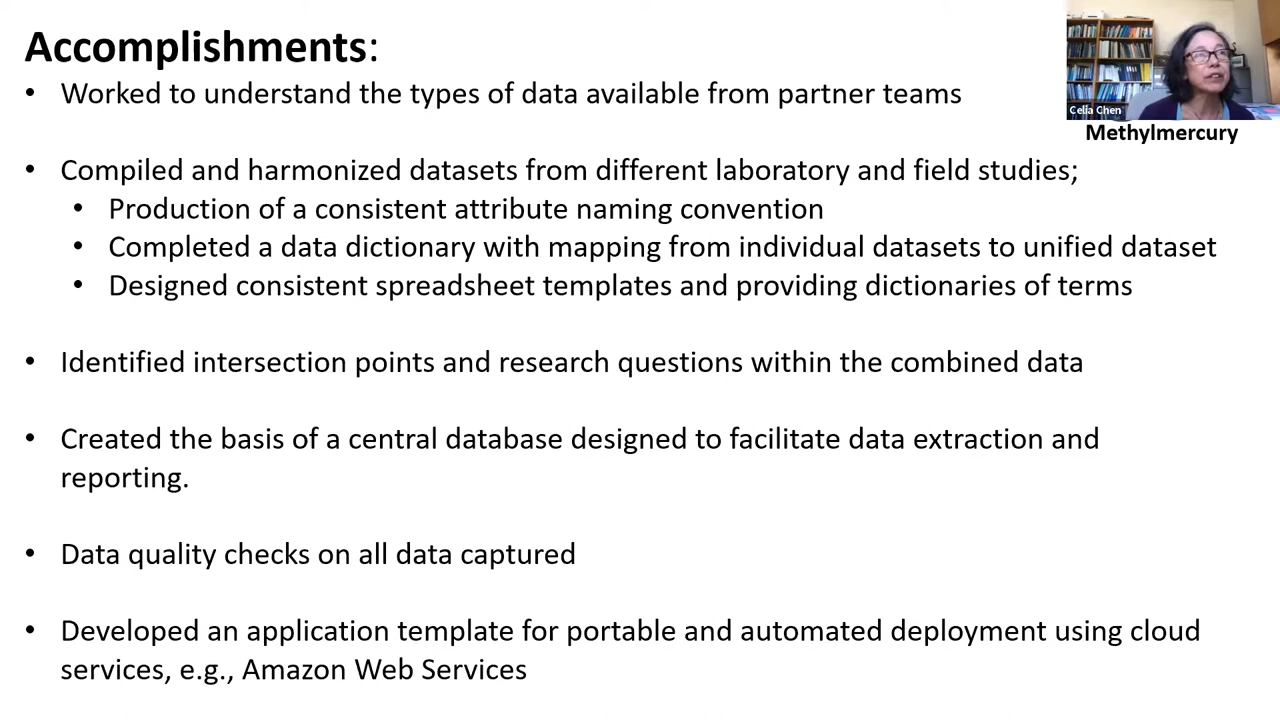 Accomplishments:
• Worked to understand the types of data available from partner teams
Celia Chen
Methylmercury
• Compiled and harmonized datasets from different laboratory and field studies;
• Production of a consistent attribute naming convention
• Completed a data dictionary with mapping from individual datasets to unified dataset
• Designed consistent spreadsheet templates and providing dictionaries of terms
• Identified intersection points and research questions within the combined data
• Created the basis of a central database designed to facilitate data extraction and
reporting.
• Data quality checks on all data captured
• Developed an application template for portable and automated deployment using cloud
services, e.g., Amazon Web Services